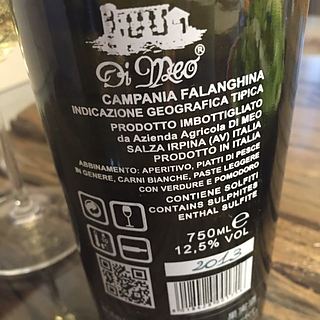 Di Meo ®
CAMPANIA FALANGHINA
INDICAZIONE GEOGRAFICA TIPICA
PRODOTTO IMBOTTIGLIATO
da Azienda Agricola DI MEO
SALZA IRPINA (AV) ITALIA
PRODOTTO IN ITALIA
ABBINAMENTO: APERITIVO, PIATTI DI PESCE
IN GENERE, CARNI BIANCHE, PASTE LEGGERE
CON VERDURE E POMODORO
CONTIENE SOLFITI
CONTAINS SULPHITES
ENTHAL SULFITE
750ML e
12,5% VOL
2013